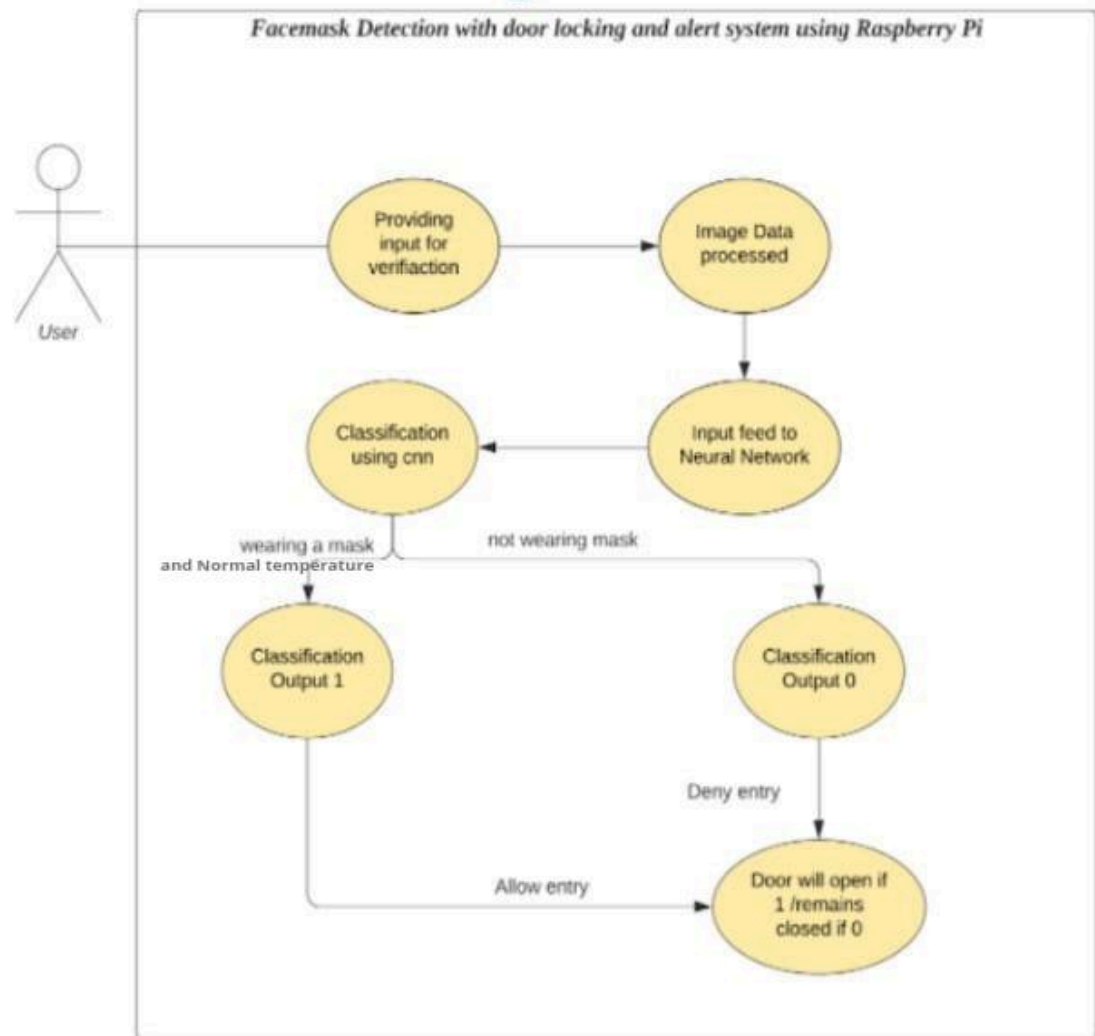 Facemask Detection with door locking and alert system using Raspberry Pi
Providing
input for
verifiaction
Image Data
processed
User
Classification
using cnn
Input feed to
Neural Network
wearing a mask
and Normal temperature
not wearing mask
Classification
Output 1
Classification
Output 0
Deny entry
Allow entry
Door will open if
1 /remains
closed if 0